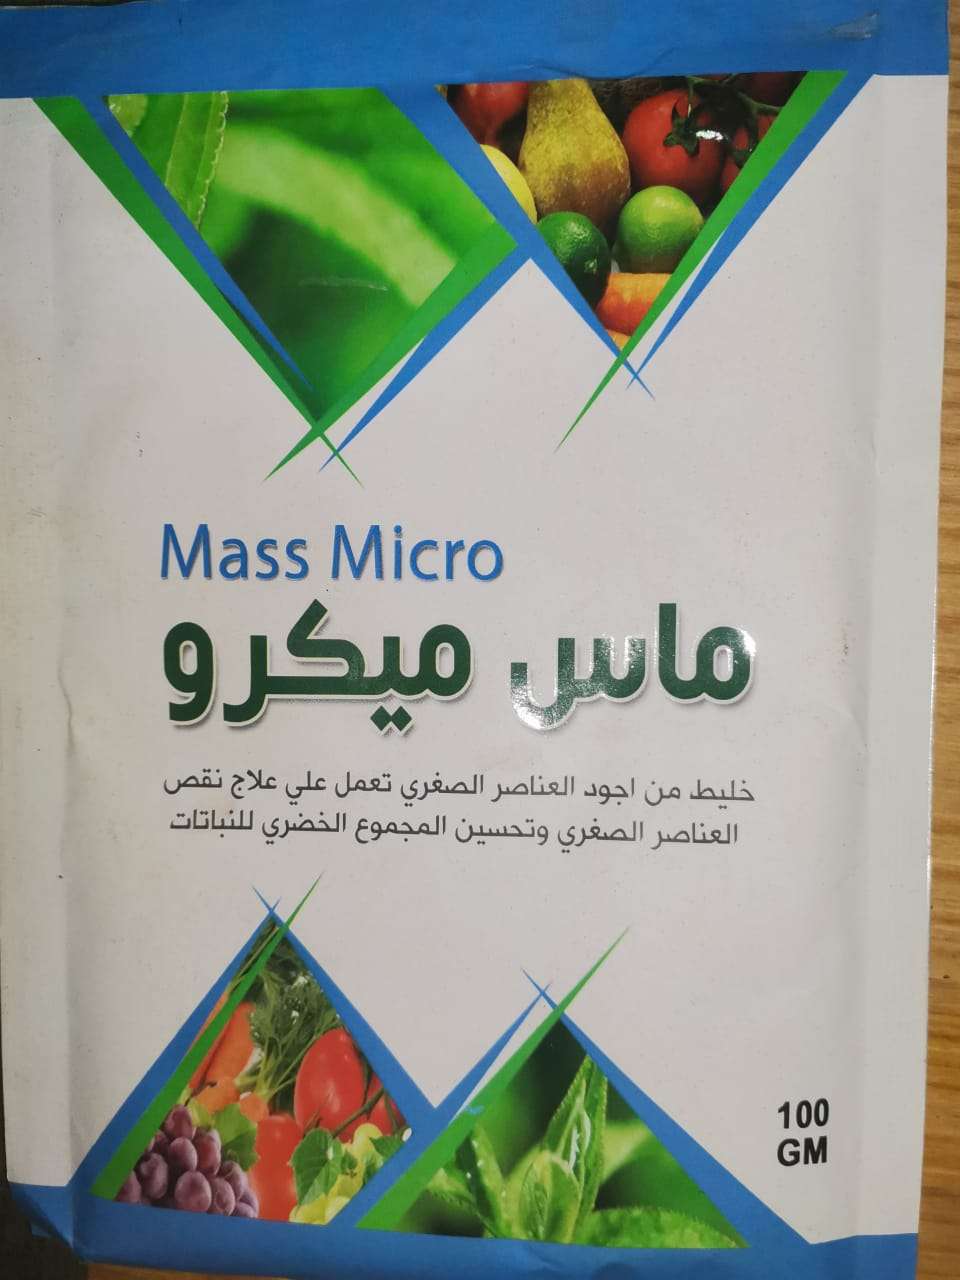 Mass Micro
ماس ميكرو
خليط من اجود العناصر الصغري تعمل علي علاج نقص
العناصر الصغري وتحسين المجموع الخضري للنباتات
100
GM